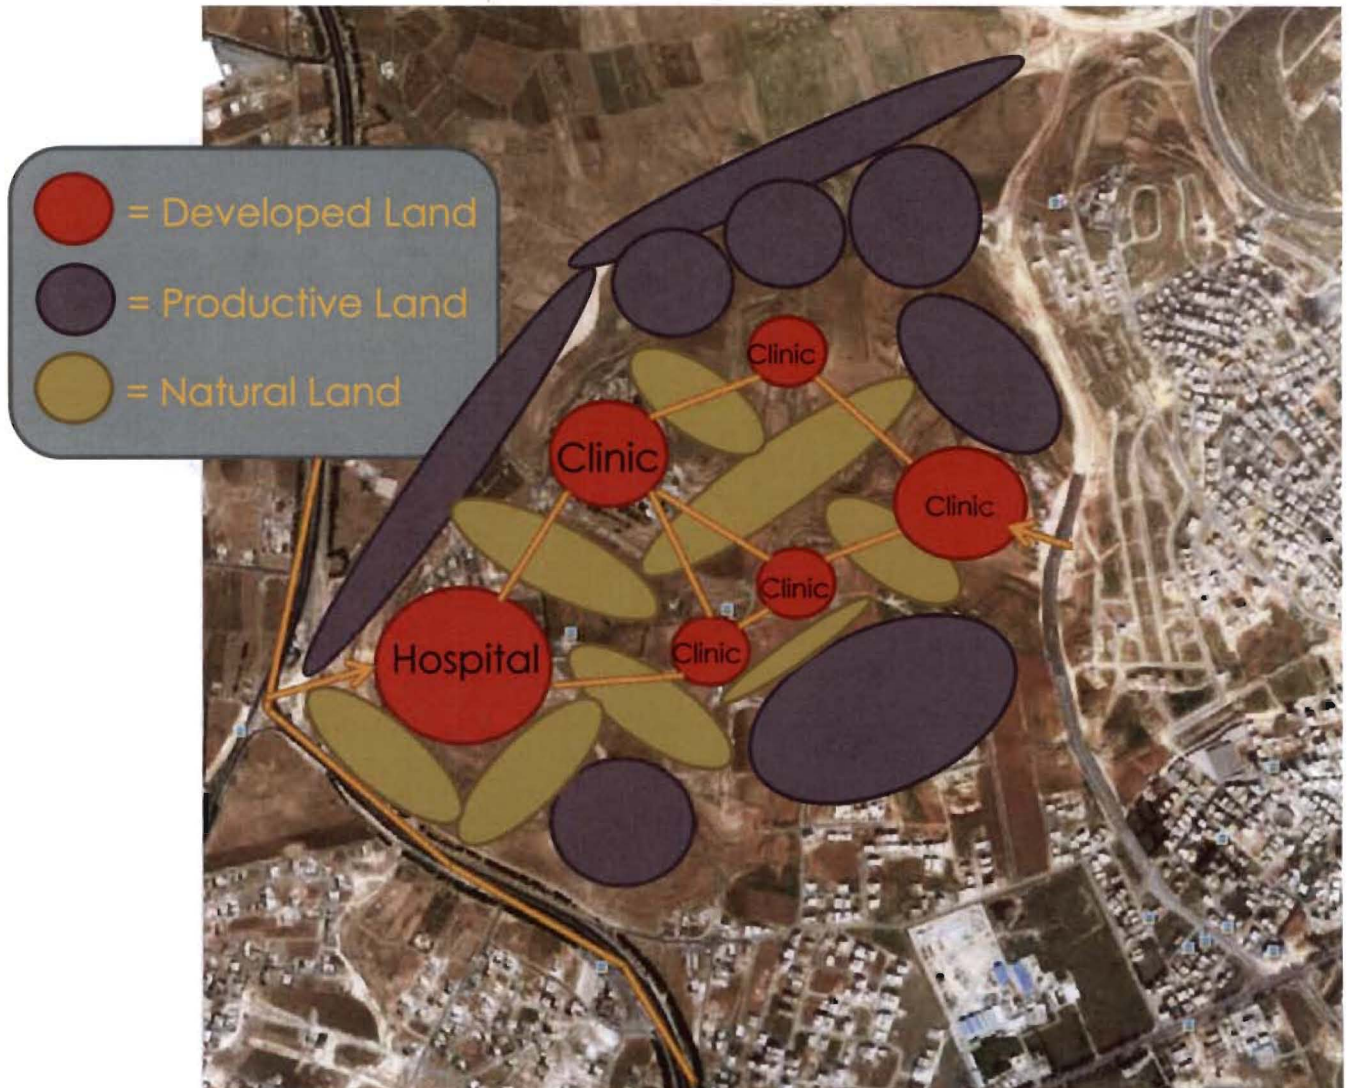 = Developed Land
= Productive Land
= Natural Land
Clinic
Clinic
Clinic
Clinic
Clinic
Hospital